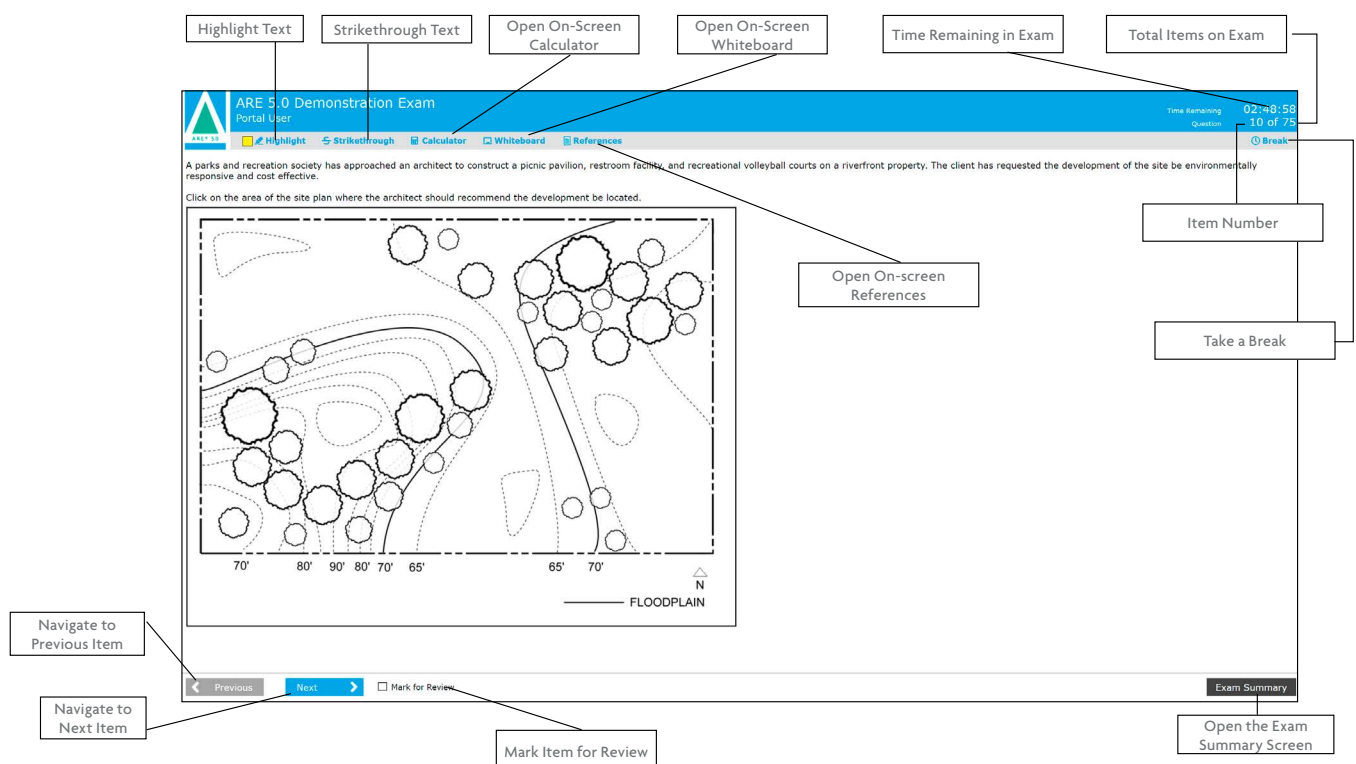 Highlight Text
Strikethrough Text
Open On-Screen
Calculator
Open On-Screen
Whiteboard
Time Remaining in Exam
Total Items on Exam
ARE 5.0 Demonstration Exam
Portal User
ARE® 5.0
Time Remaining 02:48:58
Question 10 of 75
Highlight Strikethrough Calculator Whiteboard References Break
A parks and recreation society has approached an architect to construct a picnic pavilion, restroom facility, and recreational volleyball courts on a riverfront property. The client has requested the development of the site be environmentally
responsive and cost effective.
Click on the area of the site plan where the architect should recommend the development be located.
Item Number
Open On-screen
References
Take a Break
70' 80' 90' 80' 70' 65' 65' 70'
N
FLOODPLAIN
Navigate to
Previous Item
Previous Next Mark for Review Exam Summary
Navigate to
Next Item
Mark Item for Review
Open the Exam
Summary Screen